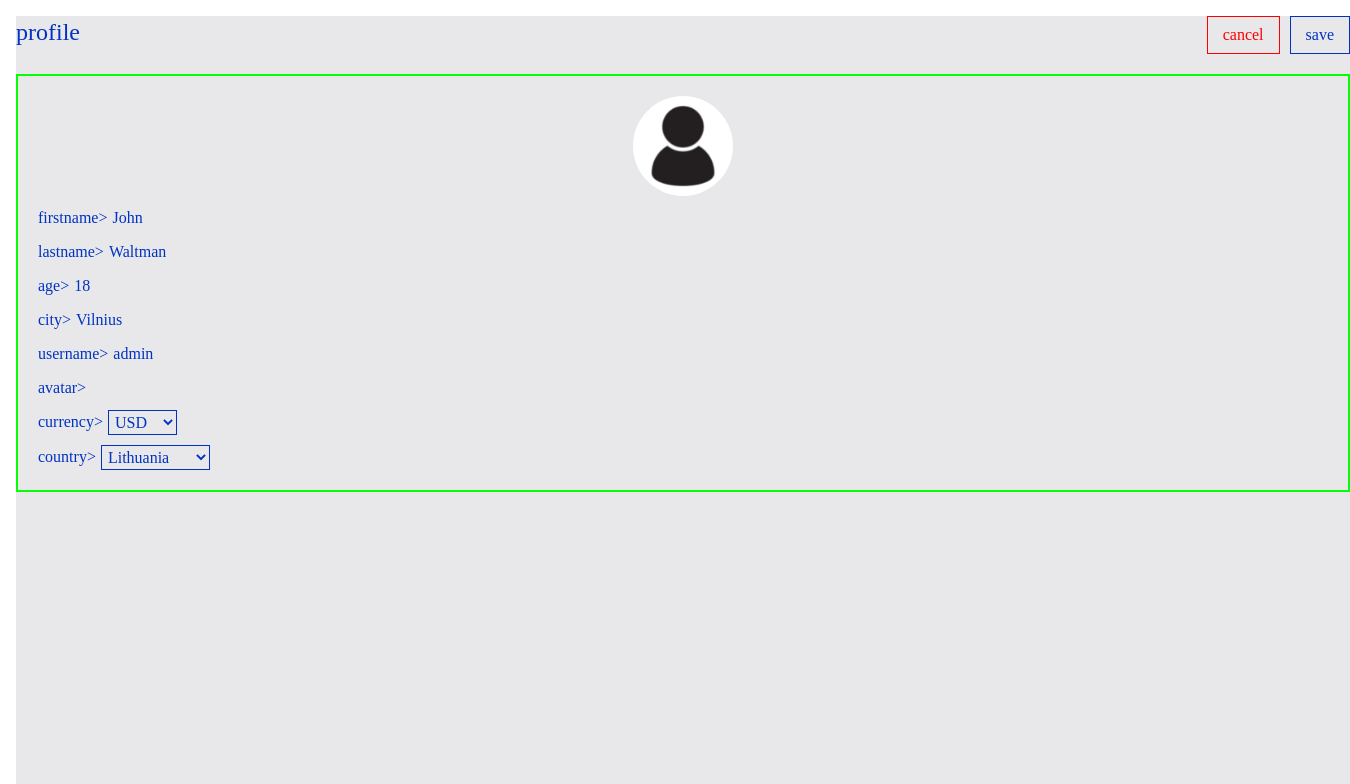 profile
cancel
save
firstname> John
lastname> Waltman
age> 18
city> Vilnius
username> admin
avatar>
currency> USD
country> Lithuania